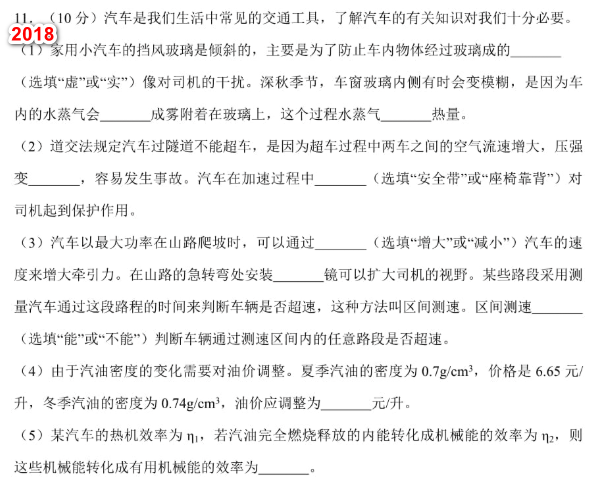 11.（10 分）汽车是我们生活中常见的交通工具，了解汽车的有关知识对我们十分必要。
2018
（1）家用小汽车的挡风玻璃是倾斜的，主要是为了防止车内物体经过玻璃成的________
（选填“虚”或“实”）像对司机的干扰。深秋季节，车窗玻璃内侧有时会变模糊，是因为车
内的水蒸气会________成雾附着在玻璃上，这个过程水蒸气________热量。
（2）道交法规定汽车过隧道不能超车，是因为超车过程中两车之间的空气流速增大，压强
变________，容易发生事故。汽车在加速过程中________（选填“安全带”或“座椅靠背”）对
司机起到保护作用。
（3）汽车以最大功率在山路爬坡时，可以通过________（选填“增大”或“减小”）汽车的速
度来增大牵引力。在山路的急转弯处安装________镜可以扩大司机的视野。某些路段采用测
量汽车通过这段路程的时间来判断车辆是否超速，这种方法叫区间测速。区间测速________
（选填“能”或“不能”）判断车辆通过测速区间内的任意路段是否超速。
（4）由于汽油密度的变化需要对油价调整。夏季汽油的密度为 0.7g/cm³，价格是 6.65 元/
升，冬季汽油的密度为 0.74g/cm³，油价应调整为________元/升。
（5）某汽车的热机效率为 η₁，若汽油完全燃烧释放的内能转化成机械能的效率为 η₂，则
这些机械能转化成有用机械能的效率为________。